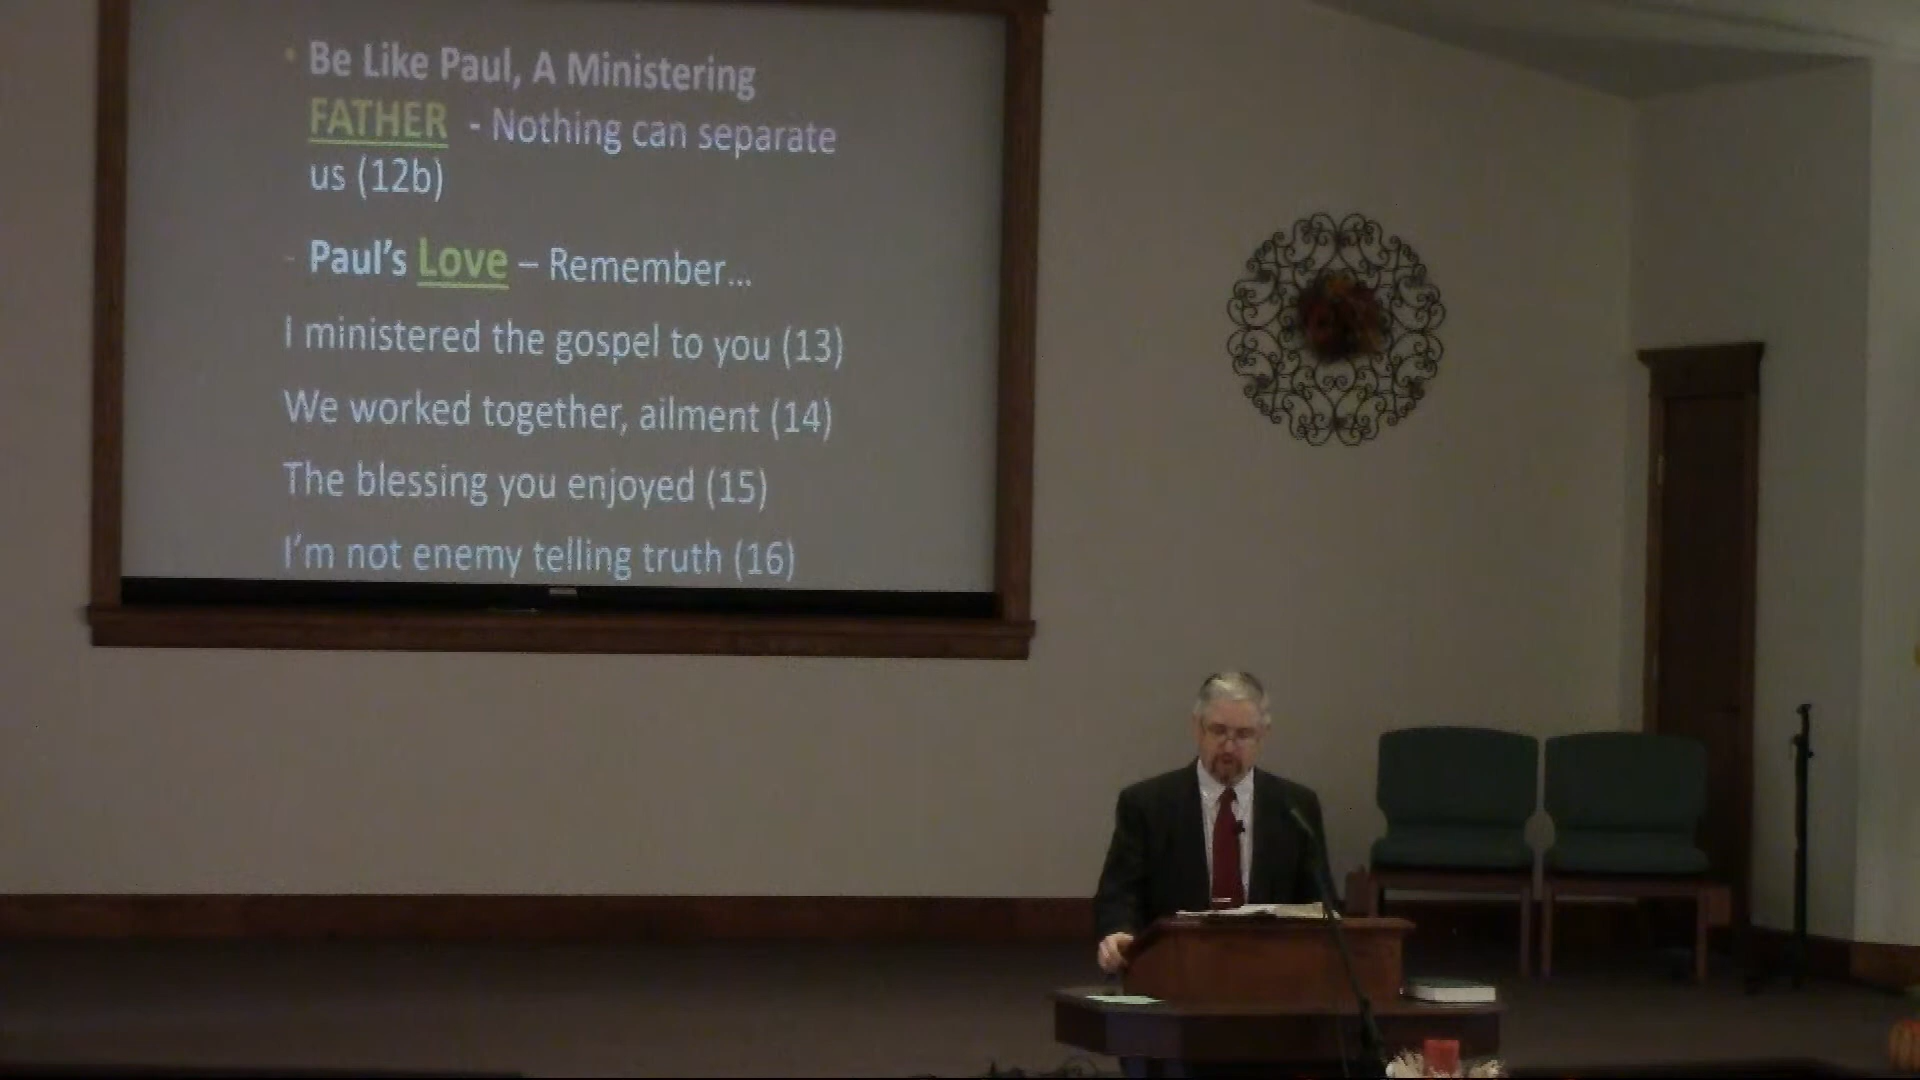 • Be Like Paul, A Ministering
FATHER - Nothing can separate
us (12b)
- Paul's Love – Remember...
I ministered the gospel to you (13)
We worked together, ailment (14)
The blessing you enjoyed (15)
I'm not enemy telling truth (16)